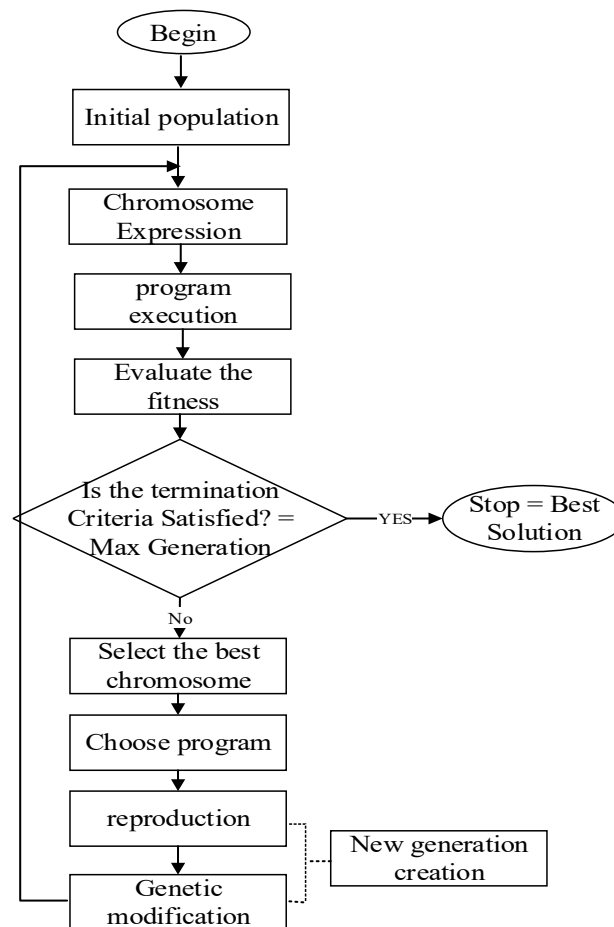 Begin
Initial population
Chromosome
Expression
program
execution
Evaluate the
fitness
Is the termination
Criteria Satisfied? =
Max Generation
YES
Stop = Best
Solution
No
Select the best
chromosome
Choose program
reproduction
New generation
creation
Genetic
modification